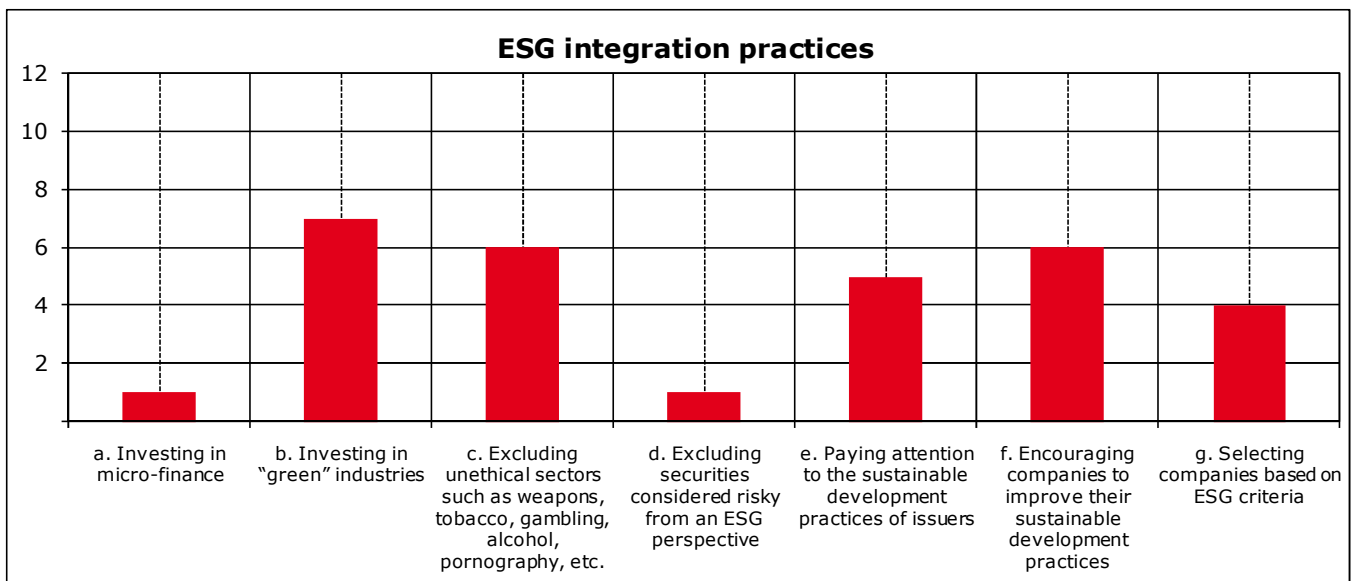 ESG integration practices
12
10
8
6
4
2
a. Investing in
micro-finance
b. Investing in
“green” industries
c. Excluding
unethical sectors
such as weapons,
tobacco, gambling,
alcohol,
pornography, etc.
d. Excluding
securities
considered risky
from an ESG
perspective
e. Paying attention
to the sustainable
development
practices of issuers
f. Encouraging
companies to
improve their
sustainable
development
practices
g. Selecting
companies based on
ESG criteria